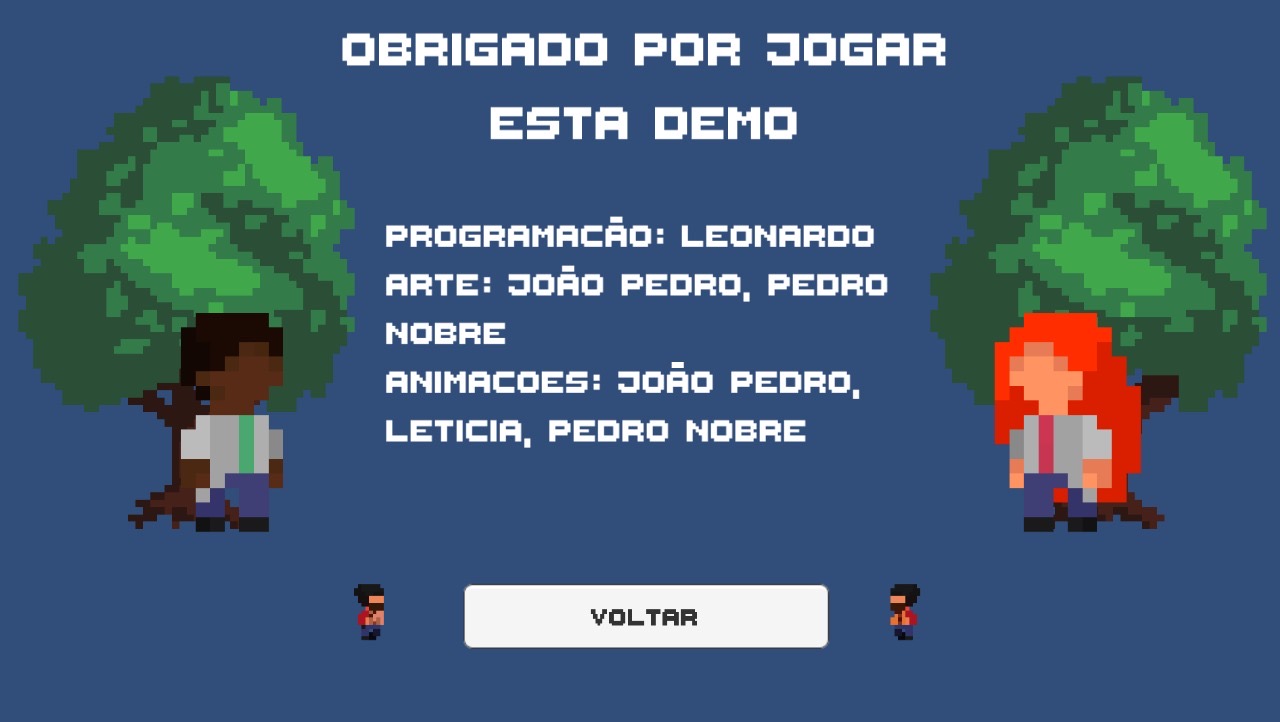 OBRIGADO POR JOGAR
ESTA DEMO
PROGRAMACÃO: LEONARDO
ARTE: JOÃO PEDRO, PEDRO
NOBRE
ANIMACOES: JOÃO PEDRO,
LETICIA, PEDRO NOBRE
VOLTAR